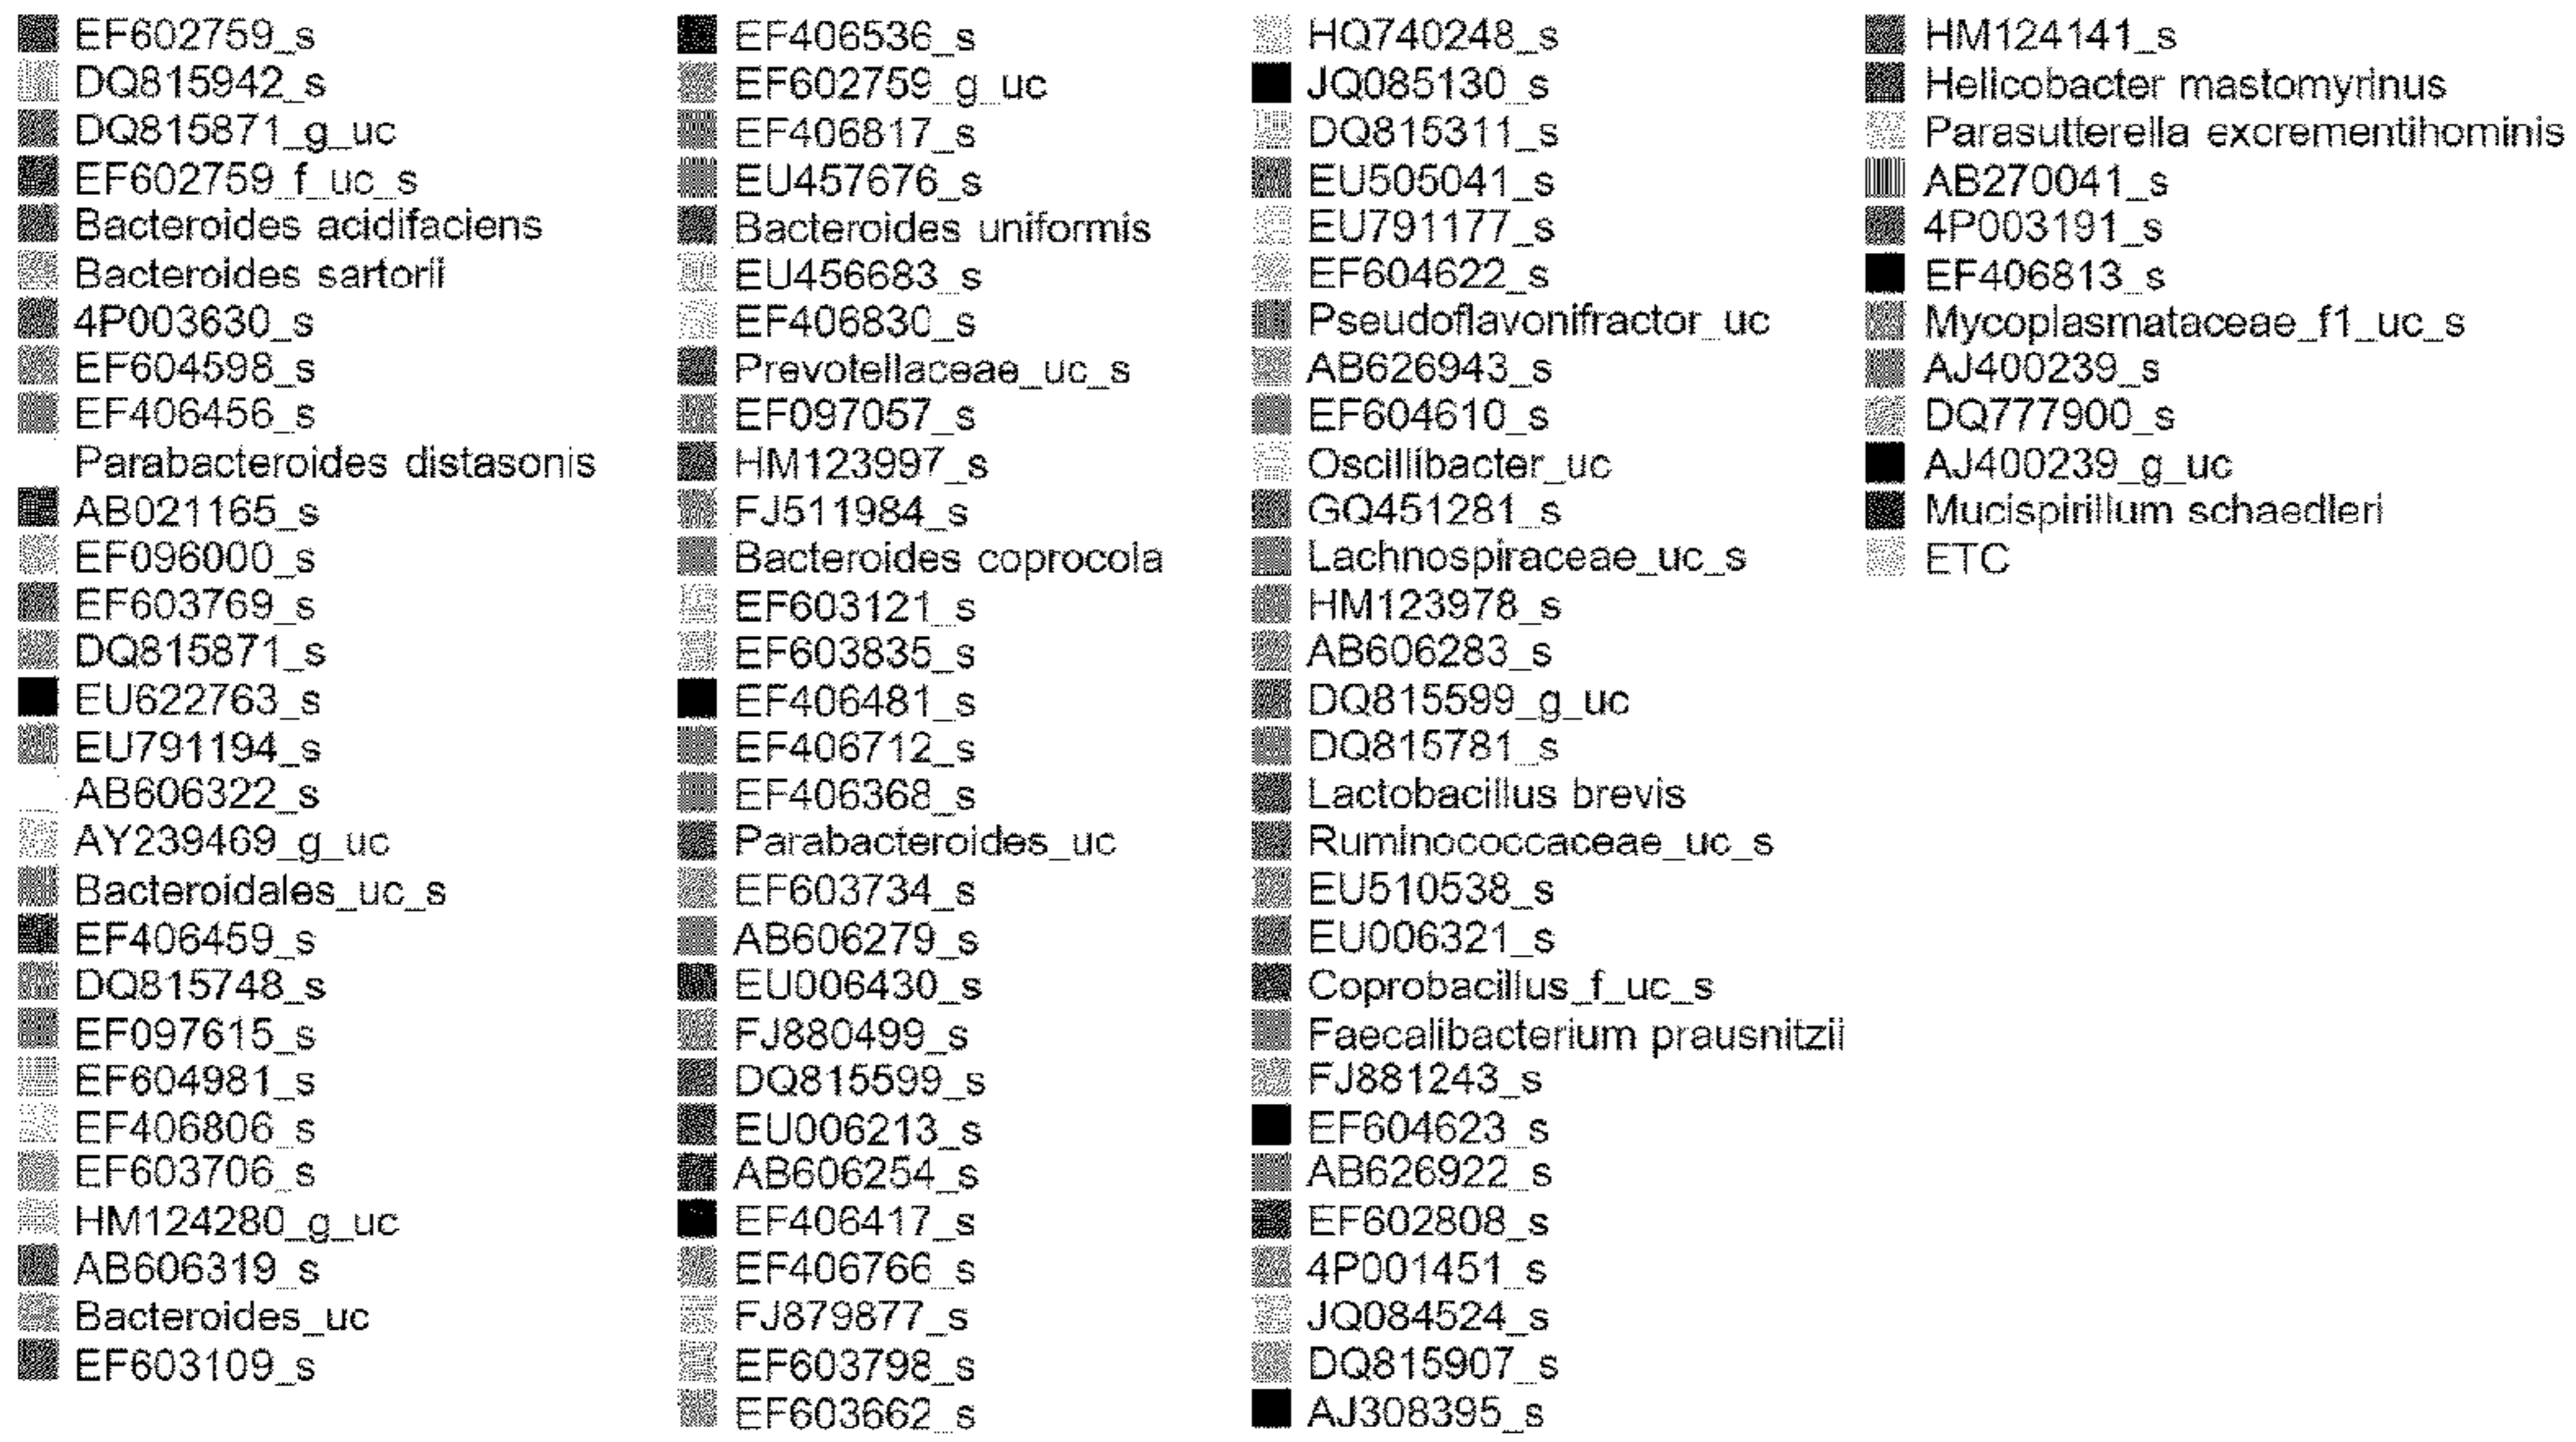 EF602759_s
DQ815942_s
DQ815871_g_uc
EF602759_f_uc_s
Bacteroides acidifaciens
Bacteroides sartorii
4P003630_s
EF604598_s
EF406456_s
Parabacteroides distasonis
AB021165_s
EF096000_s
EF603769_s
DQ815871_s
EU622763_s
EU791194_s
AB606322_s
AY239469_g_uc
Bacteroidales_uc_s
EF406459_s
DQ815748_s
EF097615_s
EF604981_s
EF406806_s
EF603706_s
HM124280_g_uc
AB606319_s
Bacteroides_uc
EF603109_s
EF406536_s
EF602759_g_uc
EF406817_s
EU457676_s
Bacteroides uniformis
EU456683_s
EF406830_s
Prevotellaceae_uc_s
EF097057_s
HM123997_s
FJ511984_s
Bacteroides coprocola
EF603121_s
EF603835_s
EF406481_s
EF406712_s
EF406368_s
Parabacteroides_uc
EF603734_s
AB606279_s
EU006430_s
FJ880499_s
DQ815599_s
EU006213_s
AB606254_s
EF406417_s
EF406766_s
FJ879877_s
EF603798_s
EF603662_s
HQ740248_s
JQ085130_s
DQ815311_s
EU505041_s
EU791177_s
EF604622_s
Pseudoflavonifractor_uc
AB626943_s
EF604610_s
Oscillibacter_uc
GQ451281_s
Lachnospiraceae_uc_s
HM123978_s
AB606283_s
DQ815599_g_uc
DQ815781_s
Lactobacillus brevis
Ruminococcaceae_uc_s
EU510538_s
EU006321_s
Coprobacillus_f_uc_s
Faecalibacterium prausnitzii
FJ881243_s
EF604623_s
AB626922_s
EF602808_s
4P001451_s
JQ084524_s
DQ815907_s
AJ308395_s
HM124141_s
Helicobacter mastomyrinus
Parasutterella excrementihominis
AB270041_s
4P003191_s
EF406813_s
Mycoplasmataceae_f1_uc_s
AJ400239_s
DQ777900_s
AJ400239_g_uc
Mucispirillum schaedleri
ETC